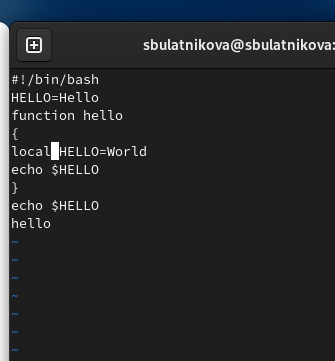 sbulatnikova@sbulatnikova:
#!/bin/bash
HELLO=Hello
function hello
{
local HELLO=World
echo $HELLO
}
echo $HELLO
hello
~
~
~
~
~
~
~